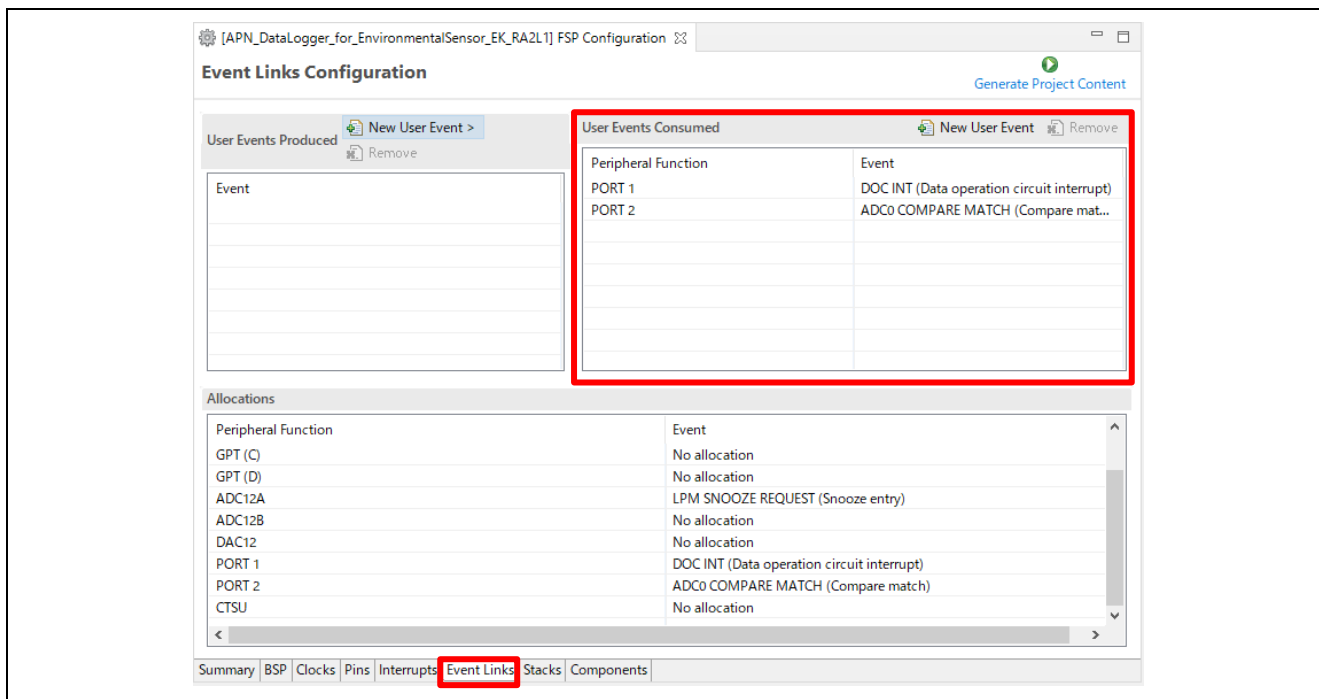 [APN_DataLogger_for_EnvironmentalSensor_EK_RA2L1] FSP Configuration
Event Links Configuration
Generate Project Content
User Events Produced
New User Event >
Remove
Event
User Events Consumed
New User Event
Remove
Peripheral Function Event
PORT 1 DOC INT (Data operation circuit interrupt)
PORT 2 ADC0 COMPARE MATCH (Compare mat...
Allocations
Peripheral Function Event
GPT (C) No allocation
GPT (D) No allocation
ADC12A LPM SNOOZE REQUEST (Snooze entry)
ADC12B No allocation
DAC12 No allocation
PORT 1 DOC INT (Data operation circuit interrupt)
PORT 2 ADC0 COMPARE MATCH (Compare match)
CTSU No allocation
Summary BSP Clocks Pins Interrupts Event Links Stacks Components